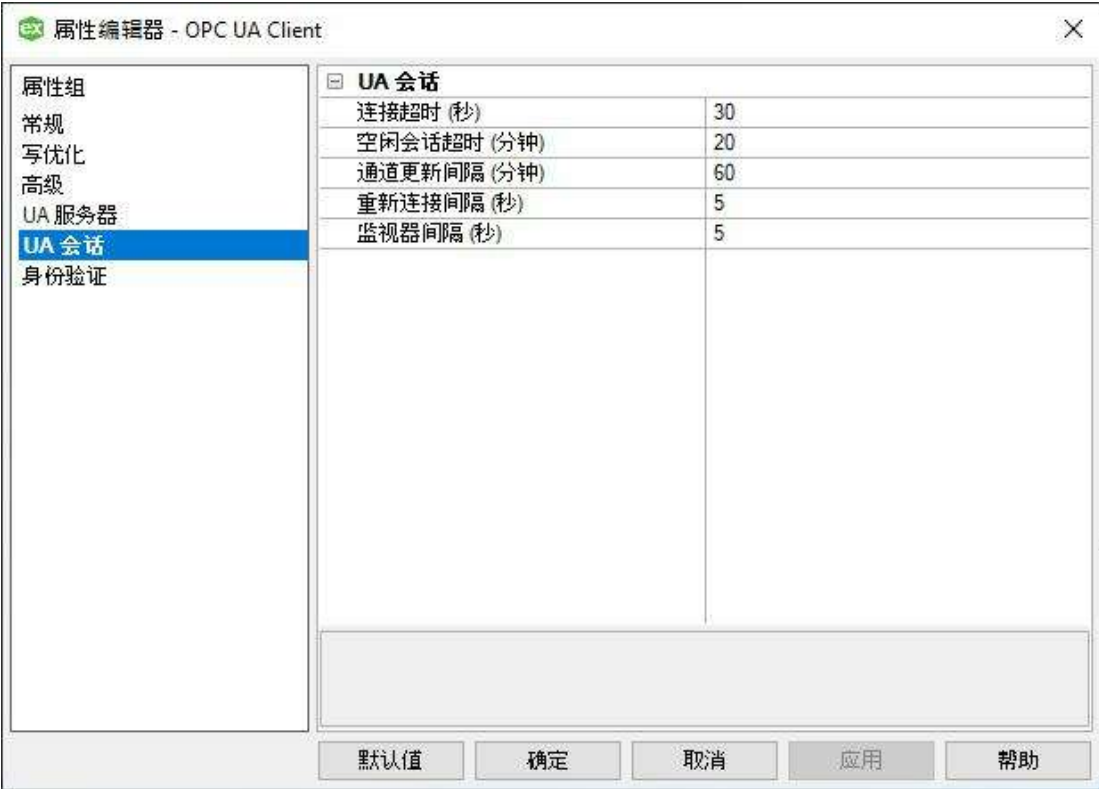 ex 属性编辑器 - OPC UA Client
属性组
常规
写优化
高级
UA 服务器
UA 会话
身份验证
UA 会话
连接超时 (秒) 30
空闲会话超时 (分钟) 20
通道更新间隔 (分钟) 60
重新连接间隔 (秒) 5
监视器间隔 (秒) 5
默认值 确定 取消 应用 帮助